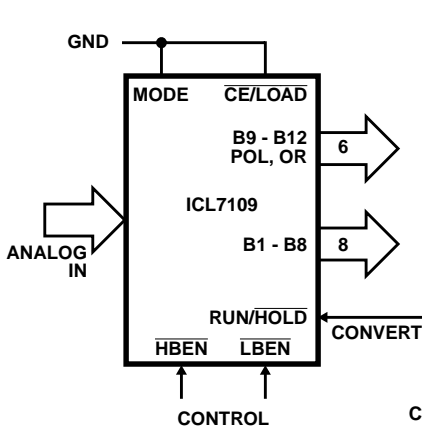 GND
MODE CE/LOAD
B9 - B12
POL, OR
6
ICL7109
ANALOG
IN
B1 - B8
8
RUN/HOLD
CONVERT
HBEN LBEN
CONTROL
C